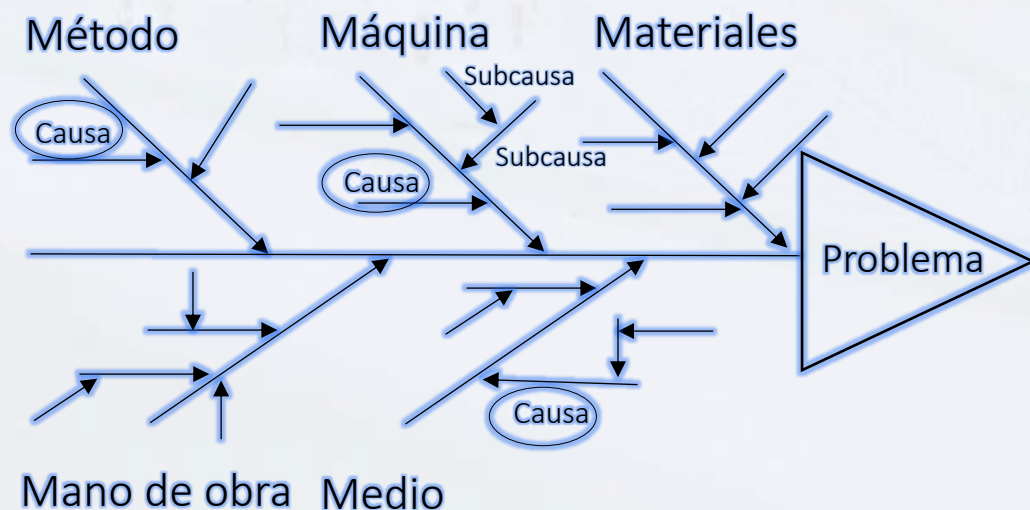 Método
Máquina
Materiales
Subcausa
Causa
Subcausa
Causa
Problema
Causa
Mano de obra
Medio